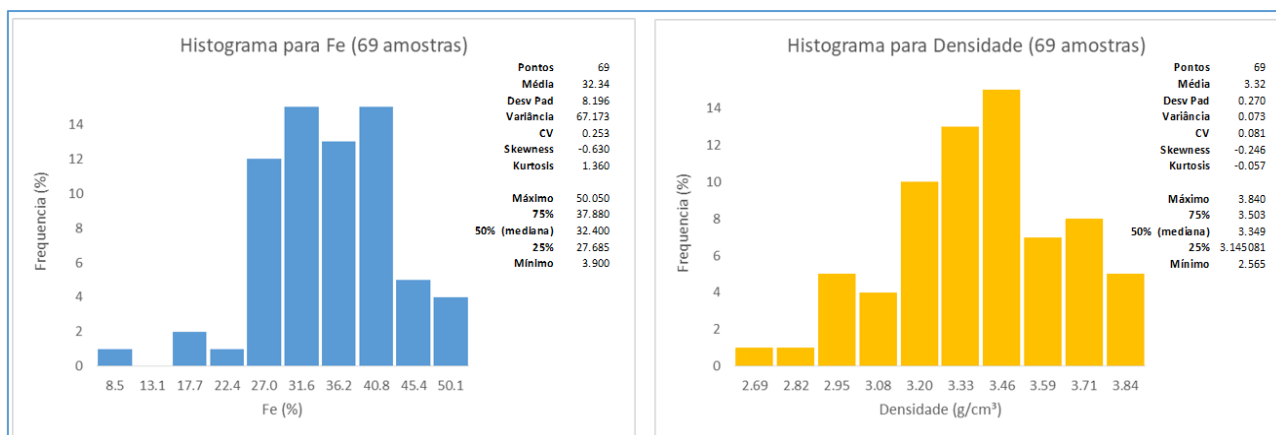 Histograma para Fe (69 amostras)
Pontos 69
Média 32.34
Desv Pad 8.196
Variância 67.173
CV 0.253
Skewness -0.630
Kurtosis 1.360
Máximo 50.050
75% 37.880
50% (mediana) 32.400
25% 27.685
Mínimo 3.900
Frequencia (%)
14
12
10
8
6
4
2
0
8.5 13.1 17.7 22.4 27.0 31.6 36.2 40.8 45.4 50.1
Fe (%)
Histograma para Densidade (69 amostras)
Pontos 69
Média 3.32
Desv Pad 0.270
Variância 0.073
CV 0.081
Skewness -0.246
Kurtosis -0.057
Máximo 3.840
75% 3.503
50% (mediana) 3.349
25% 3.145081
Mínimo 2.565
Frequencia (%)
14
12
10
8
6
4
2
0
2.69 2.82 2.95 3.08 3.20 3.33 3.46 3.59 3.71 3.84
Densidade (g/cm³)